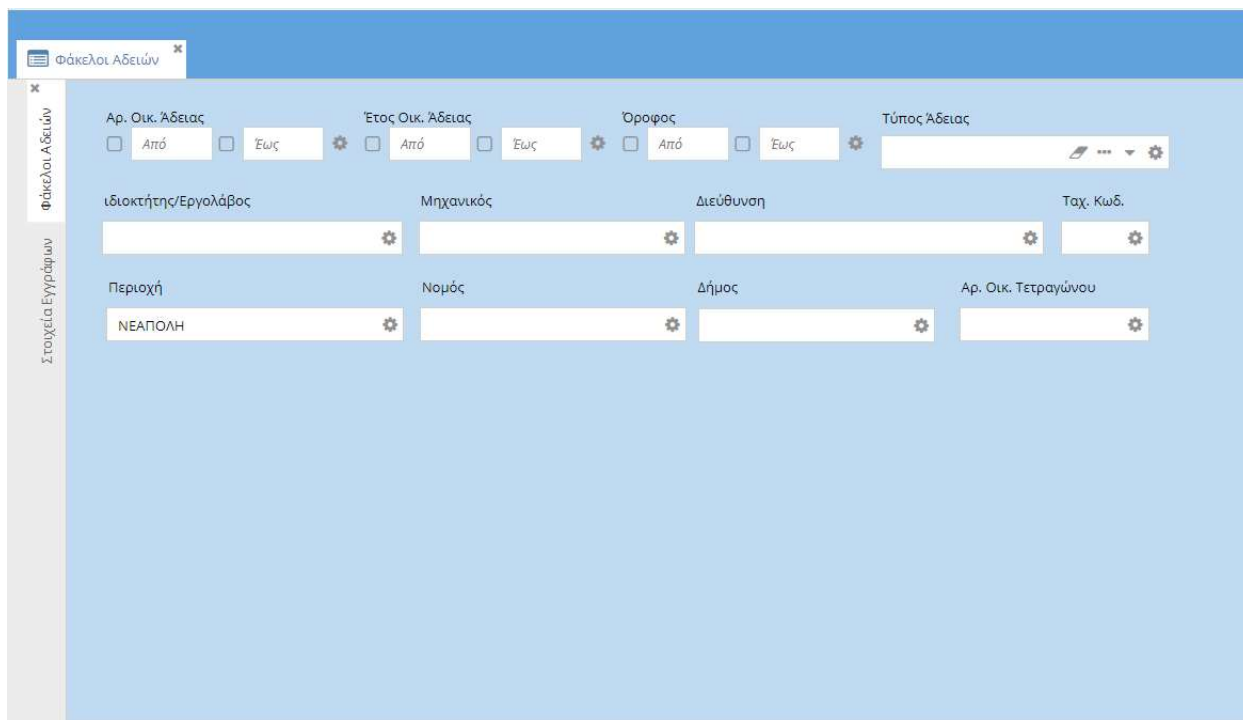 Φάκελοι Αδειών
Φάκελοι Αδειών
Στοιχεία Εγγράφων
Αρ. Οικ. Άδειας Έτος Οικ. Άδειας Όροφος Τύπος Άδειας
Από Έως Από Έως Από Έως
ιδιοκτήτης/Εργολάβος Μηχανικός Διεύθυνση Ταχ. Κωδ.
Περιοχή Νομός Δήμος Αρ. Οικ. Τετραγώνου
ΝΕΑΠΟΛΗ